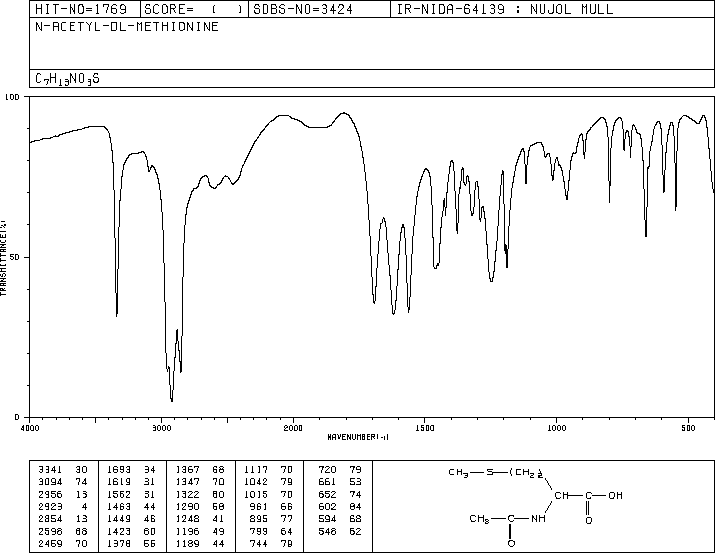 HIT-NO=1769 SCORE= ( ) SDBS-NO=3424 IR-NIDA-64139 : NUJOL MULL
N-ACETYL-DL-METHIONINE
C7H13NO3S
100
50
0
TRANSMITTANCE(%)
4000 3000 2000 1500 1000 500
WAVENUMBER(-1)
3341 30 1693 34 1367 68 1117 70 720 79
3094 74 1619 31 1347 70 1042 79 661 53
2956 13 1562 31 1322 60 1015 70 652 74
2923 4 1463 44 1290 58 961 66 602 84
2854 13 1449 46 1248 41 895 77 594 68
2598 68 1423 60 1196 49 799 64 548 62
2459 70 1378 55 1189 44 744 79
CH3 S (CH2)2
CH C OH
O
CH3 C NH
O